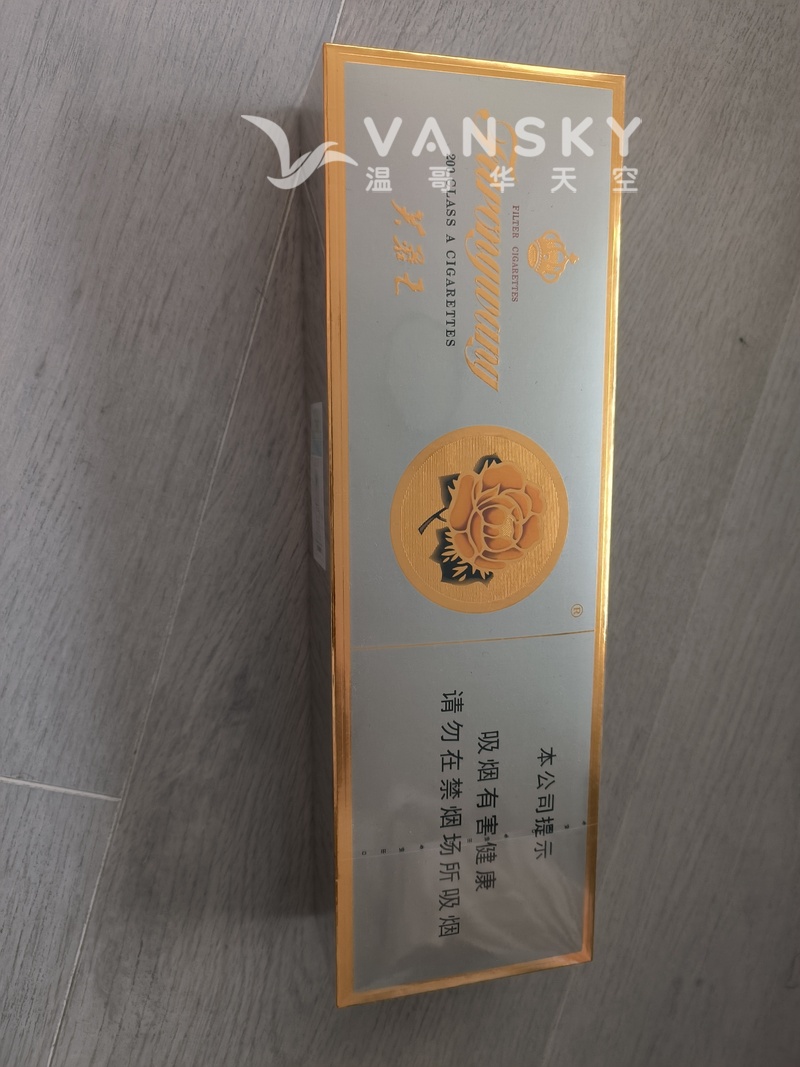 VANSKY
温哥华天空
FILTER CIGARETTES
Furongwang
200 CLASS A CIGARETTES
芙蓉王
®
本公司提示
吸烟有害健康
请勿在禁烟场所吸烟